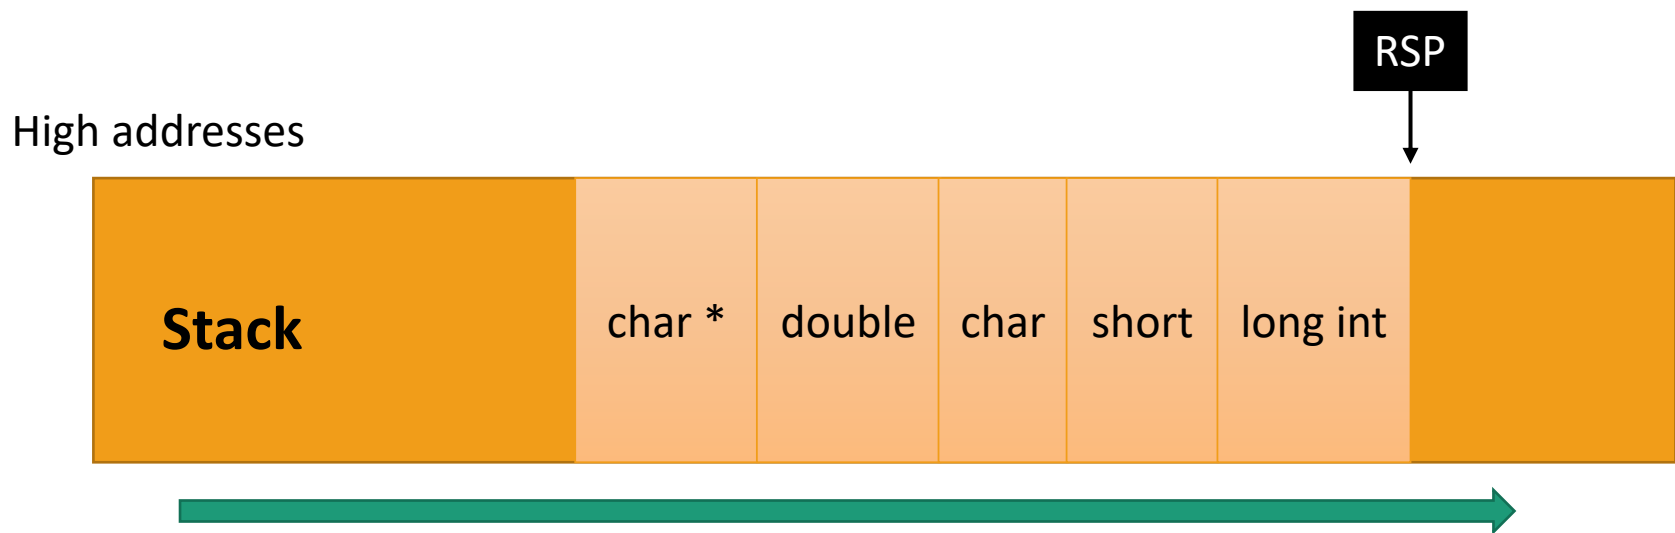 RSP
High addresses
Stack
char *
double
char
short
long int